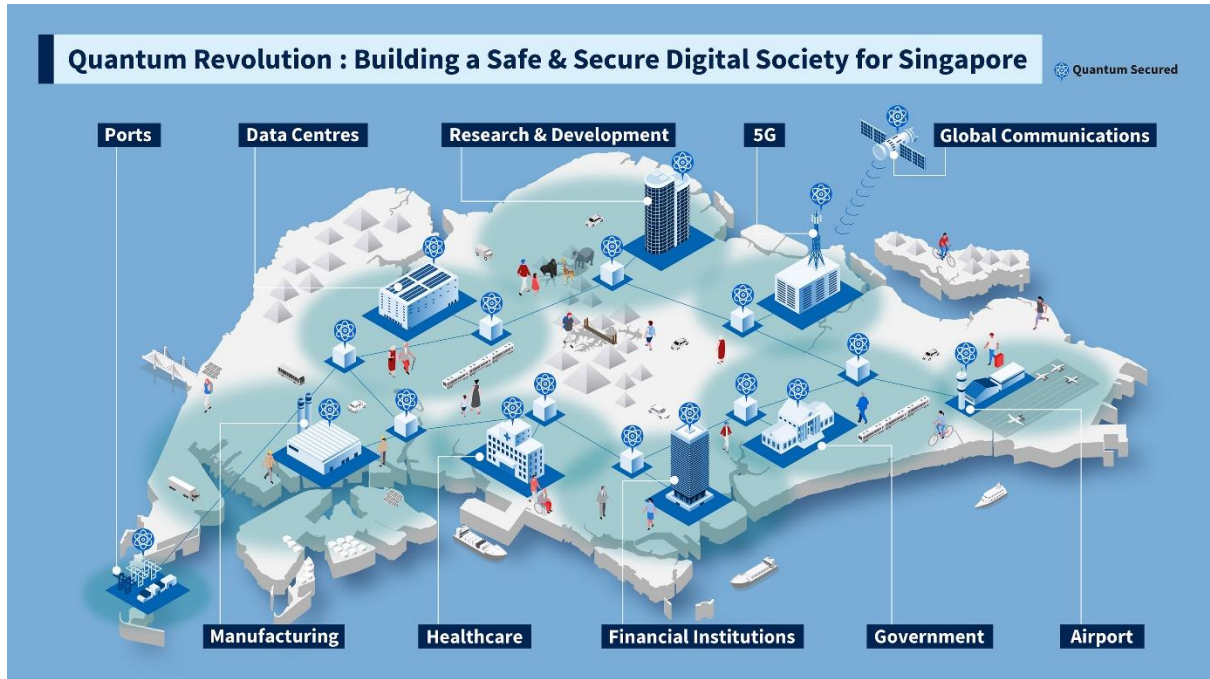 Quantum Revolution : Building a Safe & Secure Digital Society for Singapore
Quantum Secured
Ports
Data Centres
Research & Development
5G
Global Communications
Manufacturing
Healthcare
Financial Institutions
Government
Airport